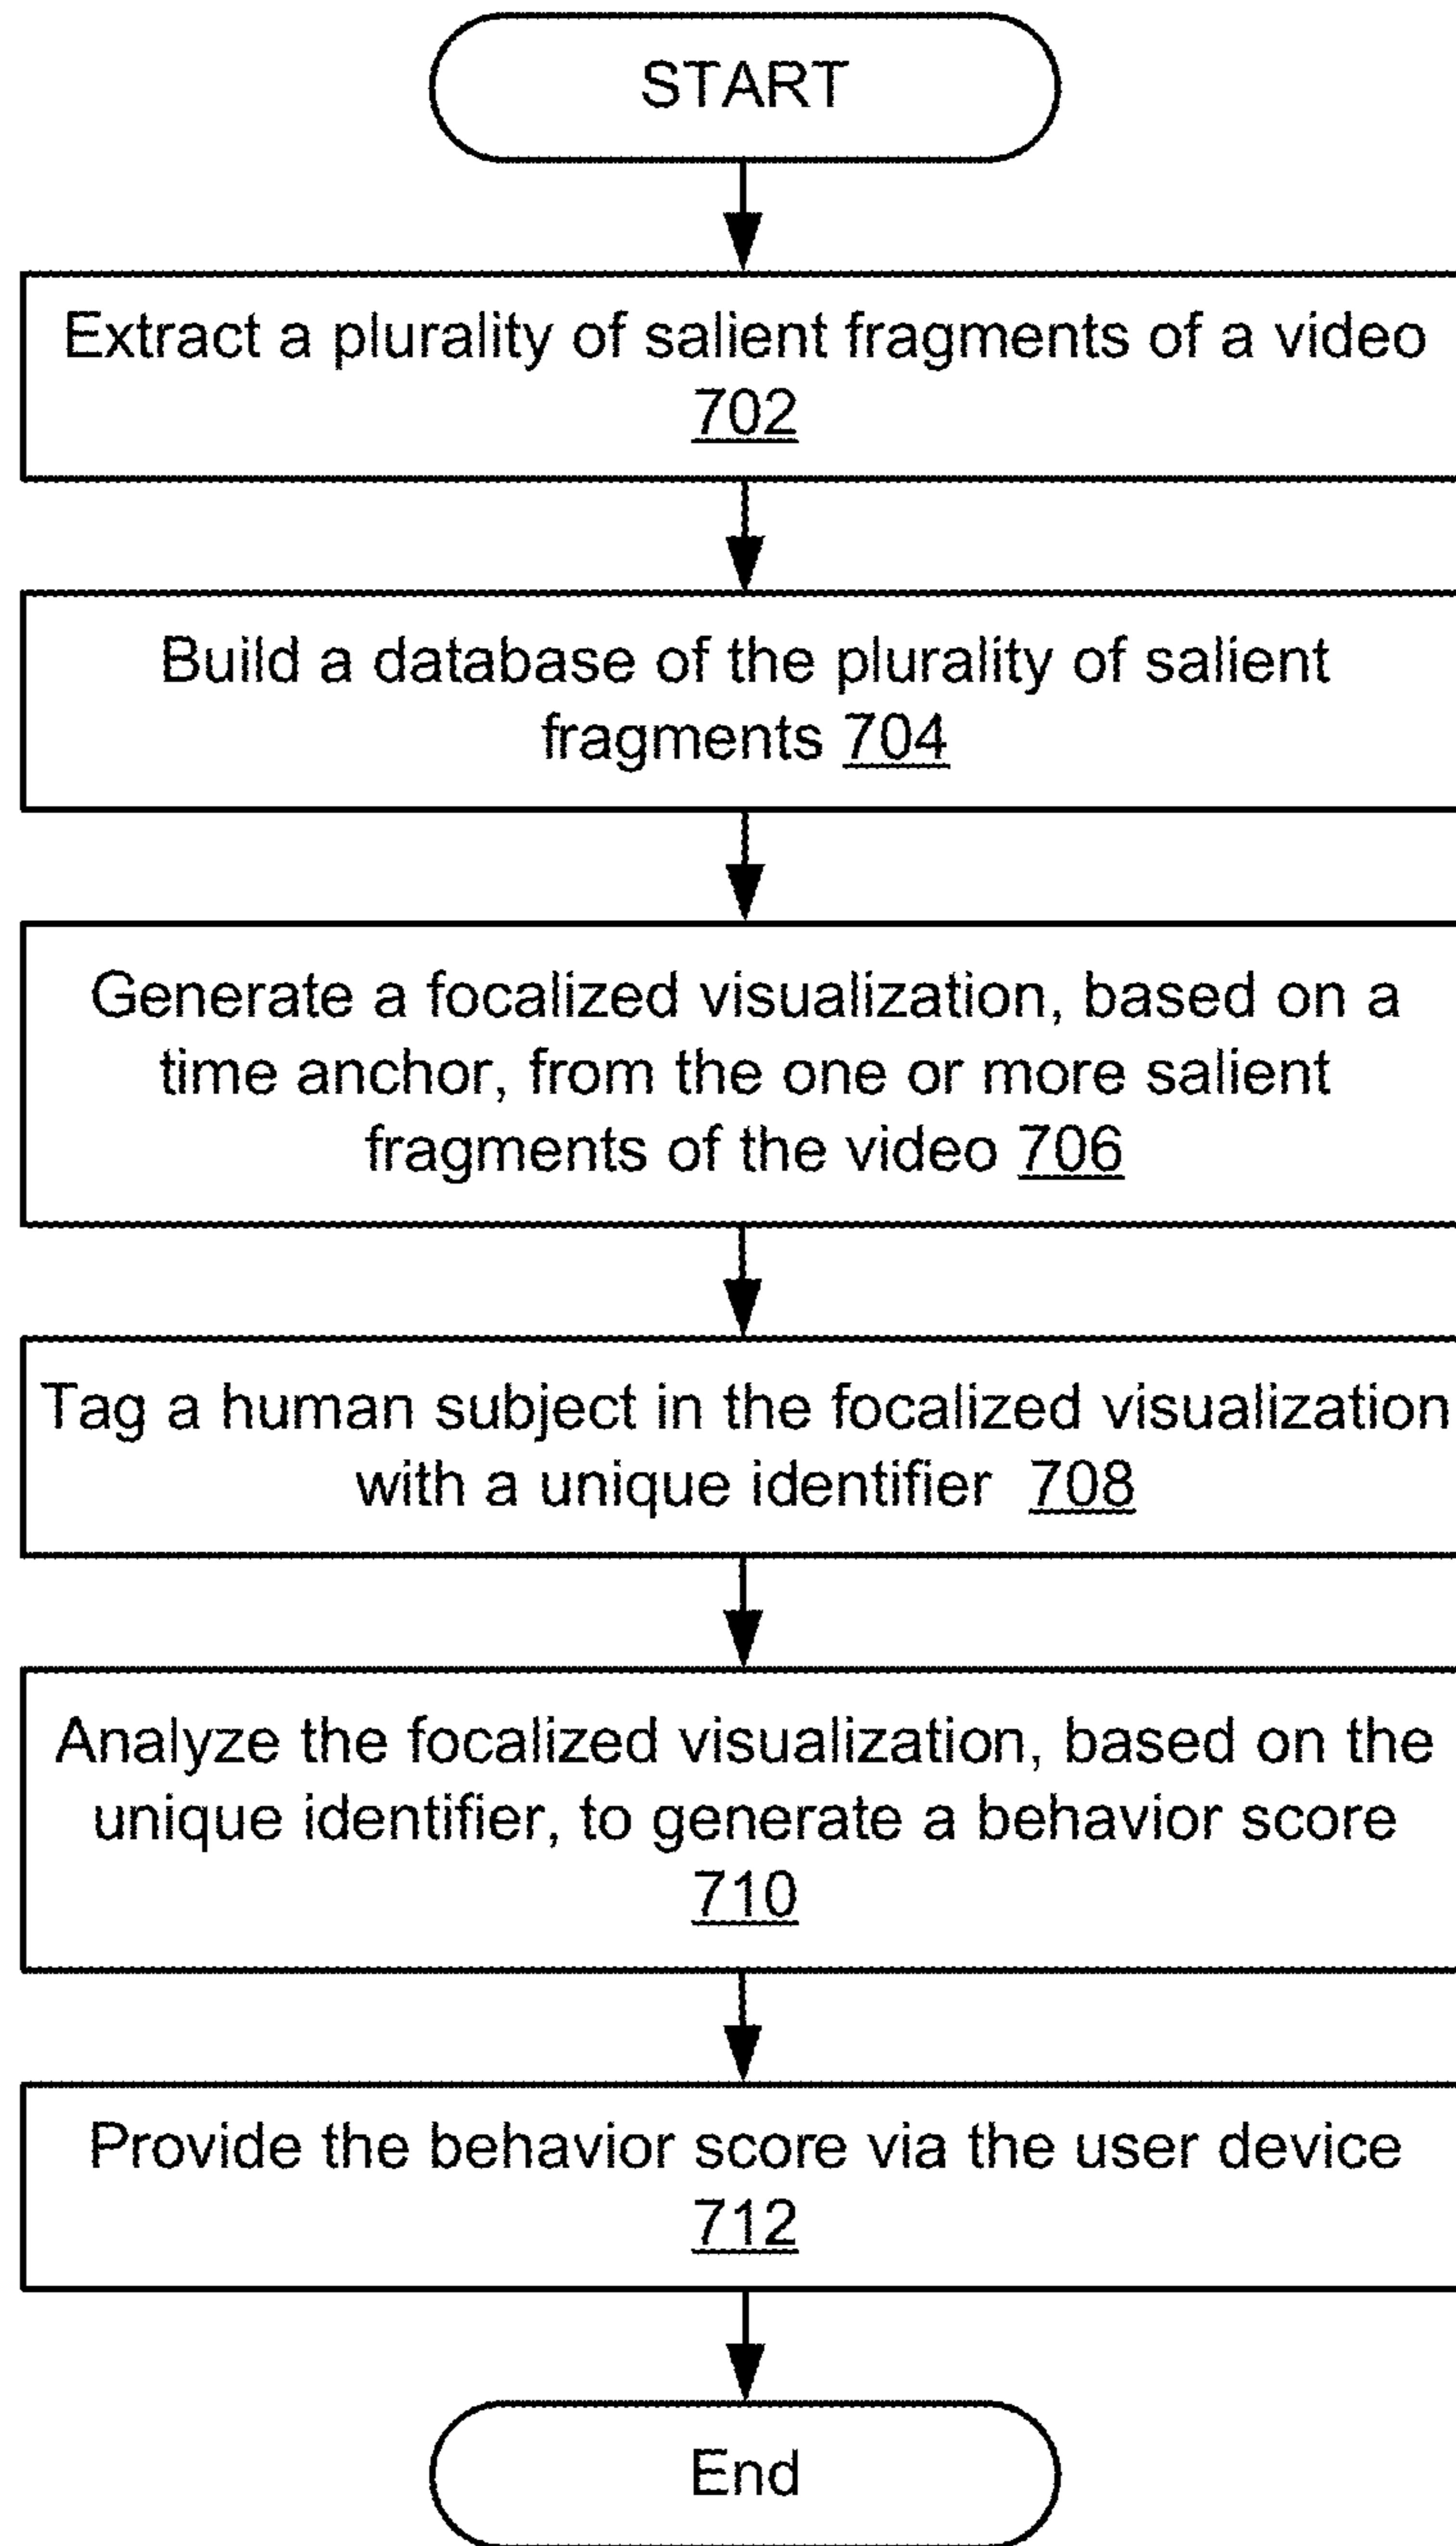 START
Extract a plurality of salient fragments of a video
702
Build a database of the plurality of salient
fragments 704
Generate a focalized visualization, based on a
time anchor, from the one or more salient
fragments of the video 706
Tag a human subject in the focalized visualization
with a unique identifier 708
Analyze the focalized visualization, based on the
unique identifier, to generate a behavior score
710
Provide the behavior score via the user device
712
End